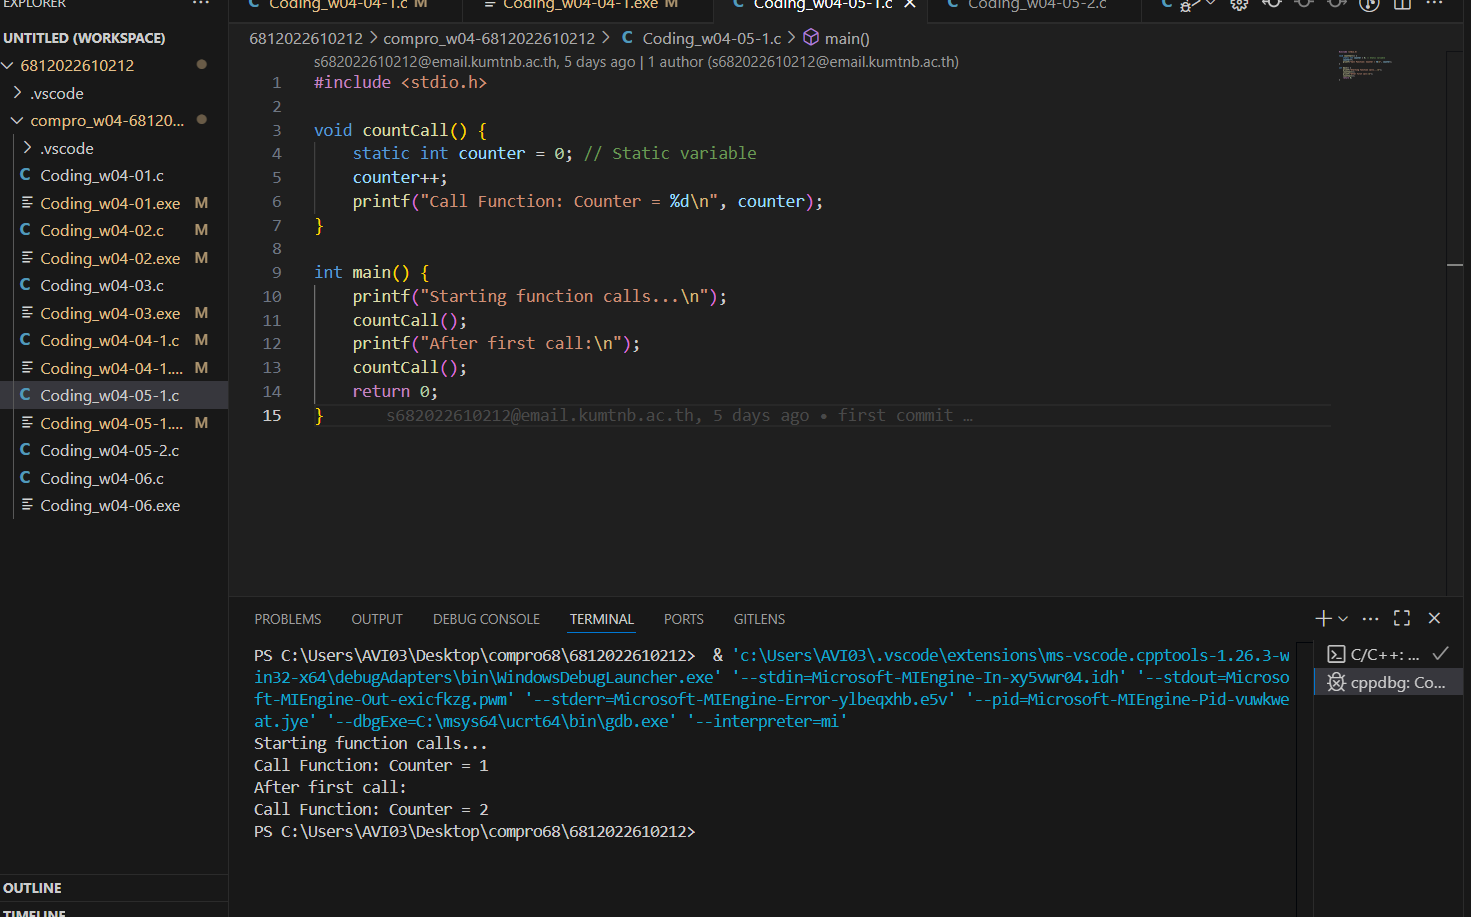 EXPLORER ...
Coding_w04-04-1.c M
Coding_w04-04-1.exe M
Coding_w04-05-1.c
Coding_w04-05-2.c
UNTITLED (WORKSPACE)
6812022610212
.vscode
compro_w04-68120...
.vscode
Coding_w04-01.c
Coding_w04-01.exe M
Coding_w04-02.c M
Coding_w04-02.exe M
Coding_w04-03.c
Coding_w04-03.exe M
Coding_w04-04-1.c M
Coding_w04-04-1.... M
Coding_w04-05-1.c
Coding_w04-05-1.... M
Coding_w04-05-2.c
Coding_w04-06.c
Coding_w04-06.exe
OUTLINE
TIMELINE
6812022610212 > compro_w04-6812022610212 > C Coding_w04-05-1.c > main()
s682022610212@email.kumtnb.ac.th, 5 days ago | 1 author (s682022610212@email.kumtnb.ac.th)
1 #include <stdio.h>
2
3 void countCall() {
4 static int counter = 0; // Static variable
5 counter++;
6 printf("Call Function: Counter = %d\n", counter);
7 }
8
9 int main() {
10 printf("Starting function calls...\n");
11 countCall();
12 printf("After first call:\n");
13 countCall();
14 return 0;
15 } s682022610212@email.kumtnb.ac.th, 5 days ago • first commit …
PROBLEMS OUTPUT DEBUG CONSOLE TERMINAL PORTS GITLENS
PS C:\Users\AVI03\Desktop\compro68\6812022610212> & 'c:\Users\AVI03\.vscode\extensions\ms-vscode.cpptools-1.26.3-w
in32-x64\debugAdapters\bin\WindowsDebugLauncher.exe' '--stdin=Microsoft-MIEngine-In-xy5vwr04.idh' '--stdout=Microso
ft-MIEngine-Out-exicfkzg.pwm' '--stderr=Microsoft-MIEngine-Error-ylbeqxhb.e5v' '--pid=Microsoft-MIEngine-Pid-vuwkwe
at.jye' '--dbgExe=C:\msys64\ucrt64\bin\gdb.exe' '--interpreter=mi'
Starting function calls...
Call Function: Counter = 1
After first call:
Call Function: Counter = 2
PS C:\Users\AVI03\Desktop\compro68\6812022610212>
C/C++: ...
cppdbg: Co...